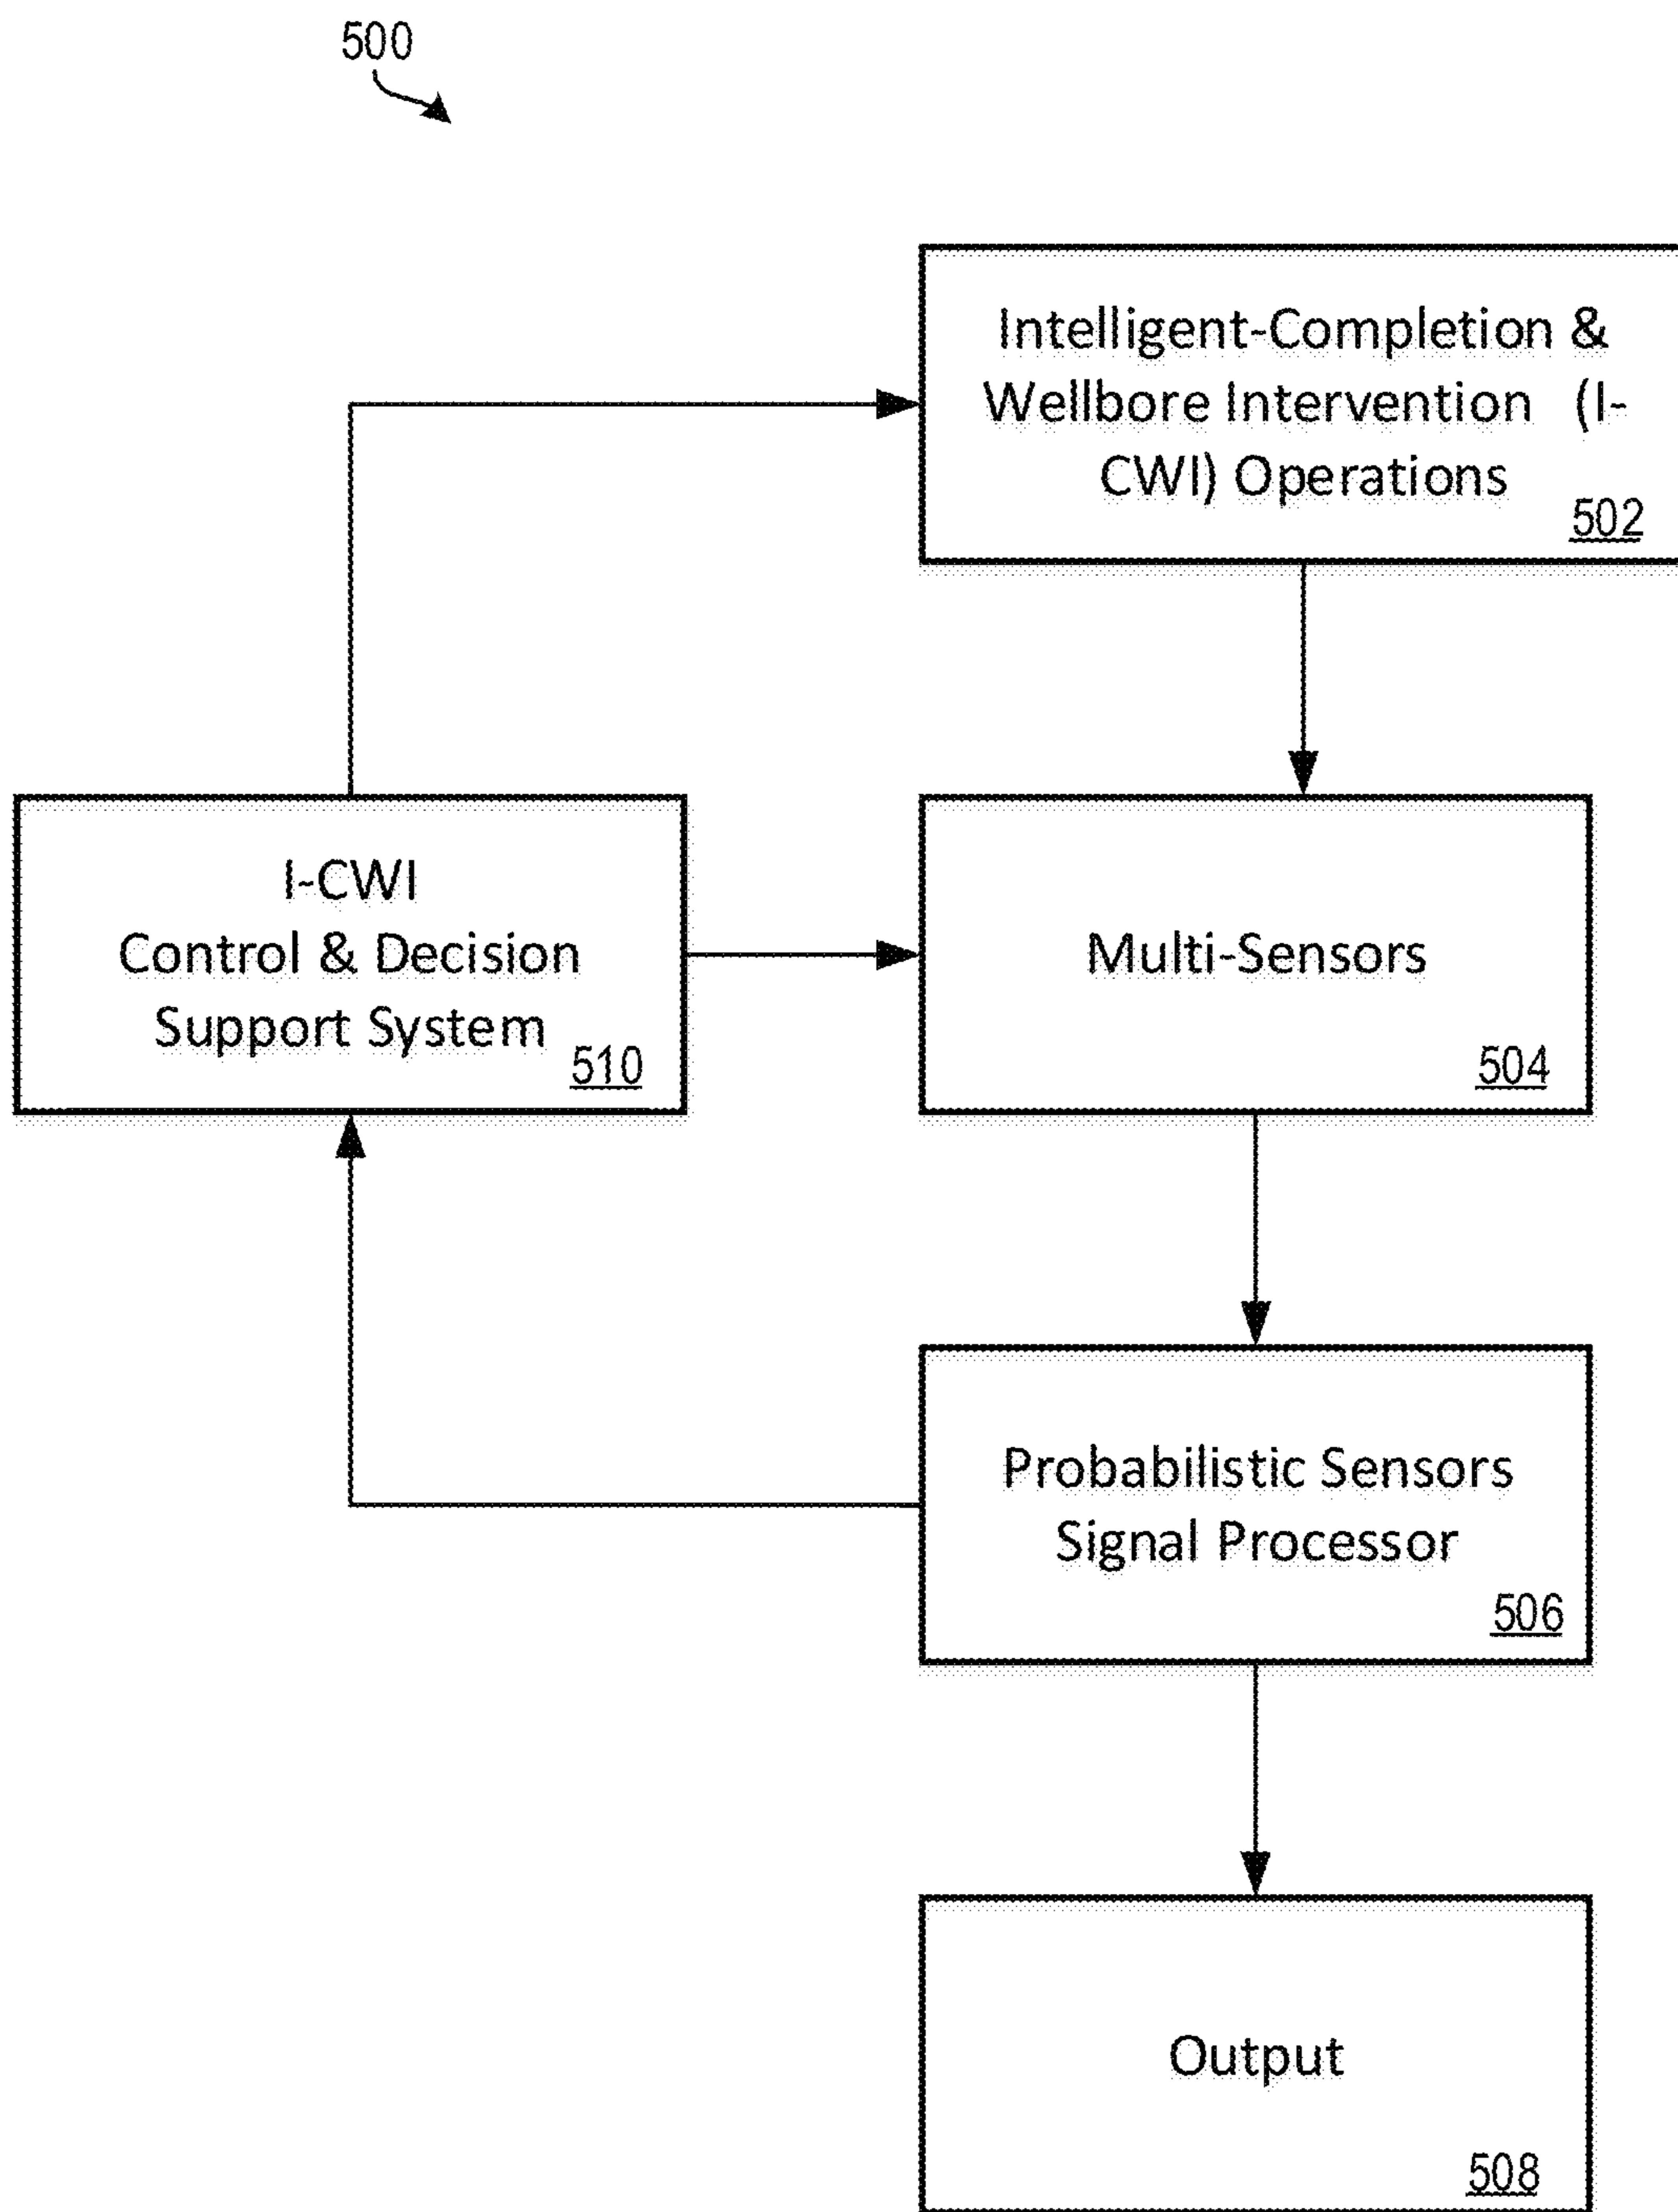 500
Intelligent-Completion &
Wellbore Intervention (I-
CWI) Operations
502
I-CWI
Control & Decision
Support System
510
Multi-Sensors
504
Probabilistic Sensors
Signal Processor
506
Output
508